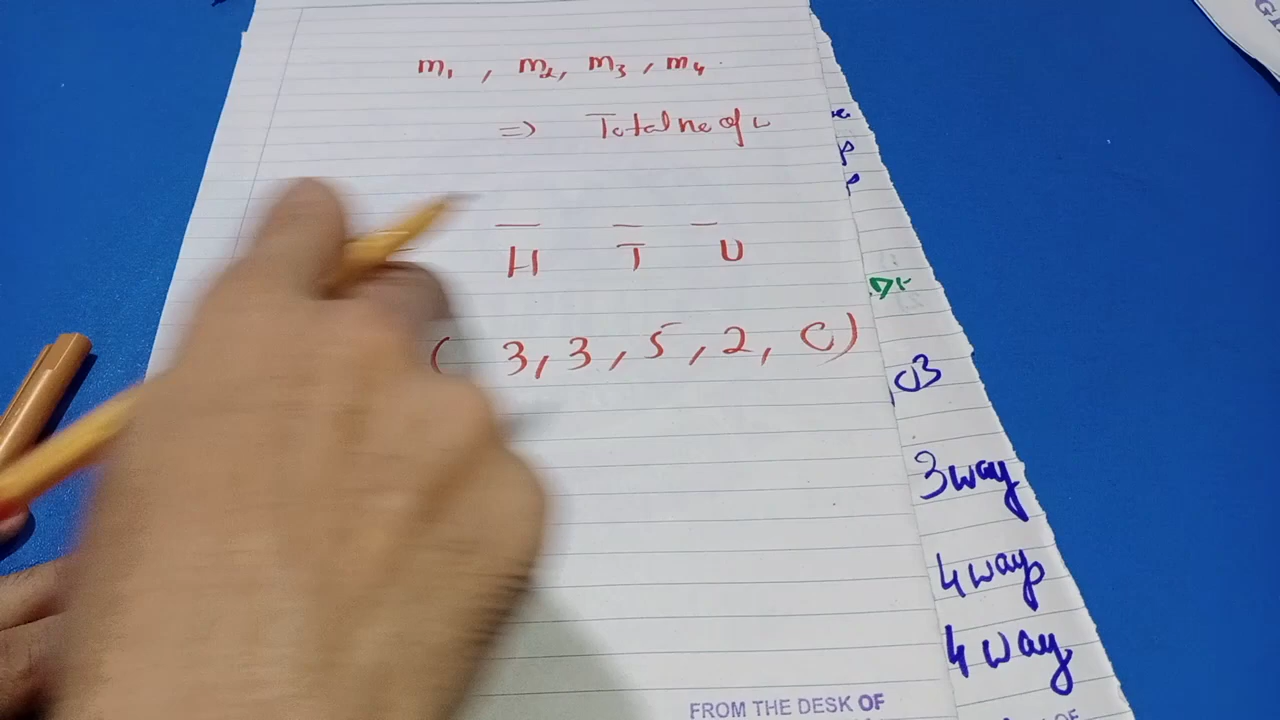 m₁ , m₂, m₃, m₄
=> Total no of
H T U
( 3, 3, 5, 2, 0)
3 way
4 way
4 way
FROM THE DESK OF
OF